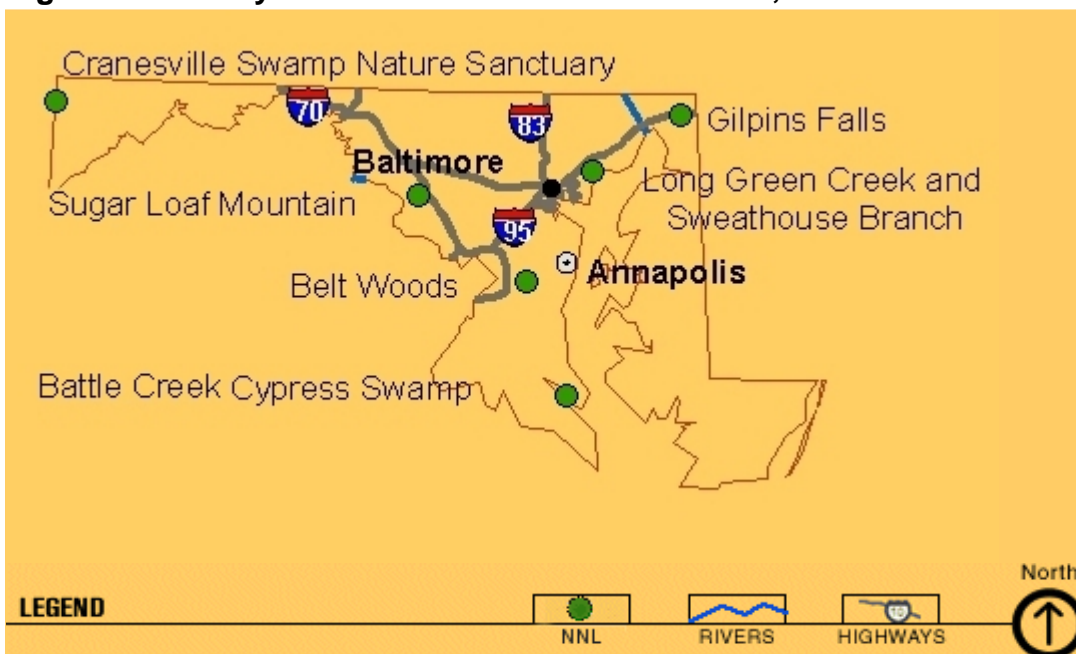 Cranesville Swamp Nature Sanctuary
70
83
Gilpins Falls
Baltimore
Long Green Creek and
Sweathouse Branch
Sugar Loaf Mountain
95
Annapolis
Belt Woods
Battle Creek Cypress Swamp
North
LEGEND
NNL
RIVERS
HIGHWAYS